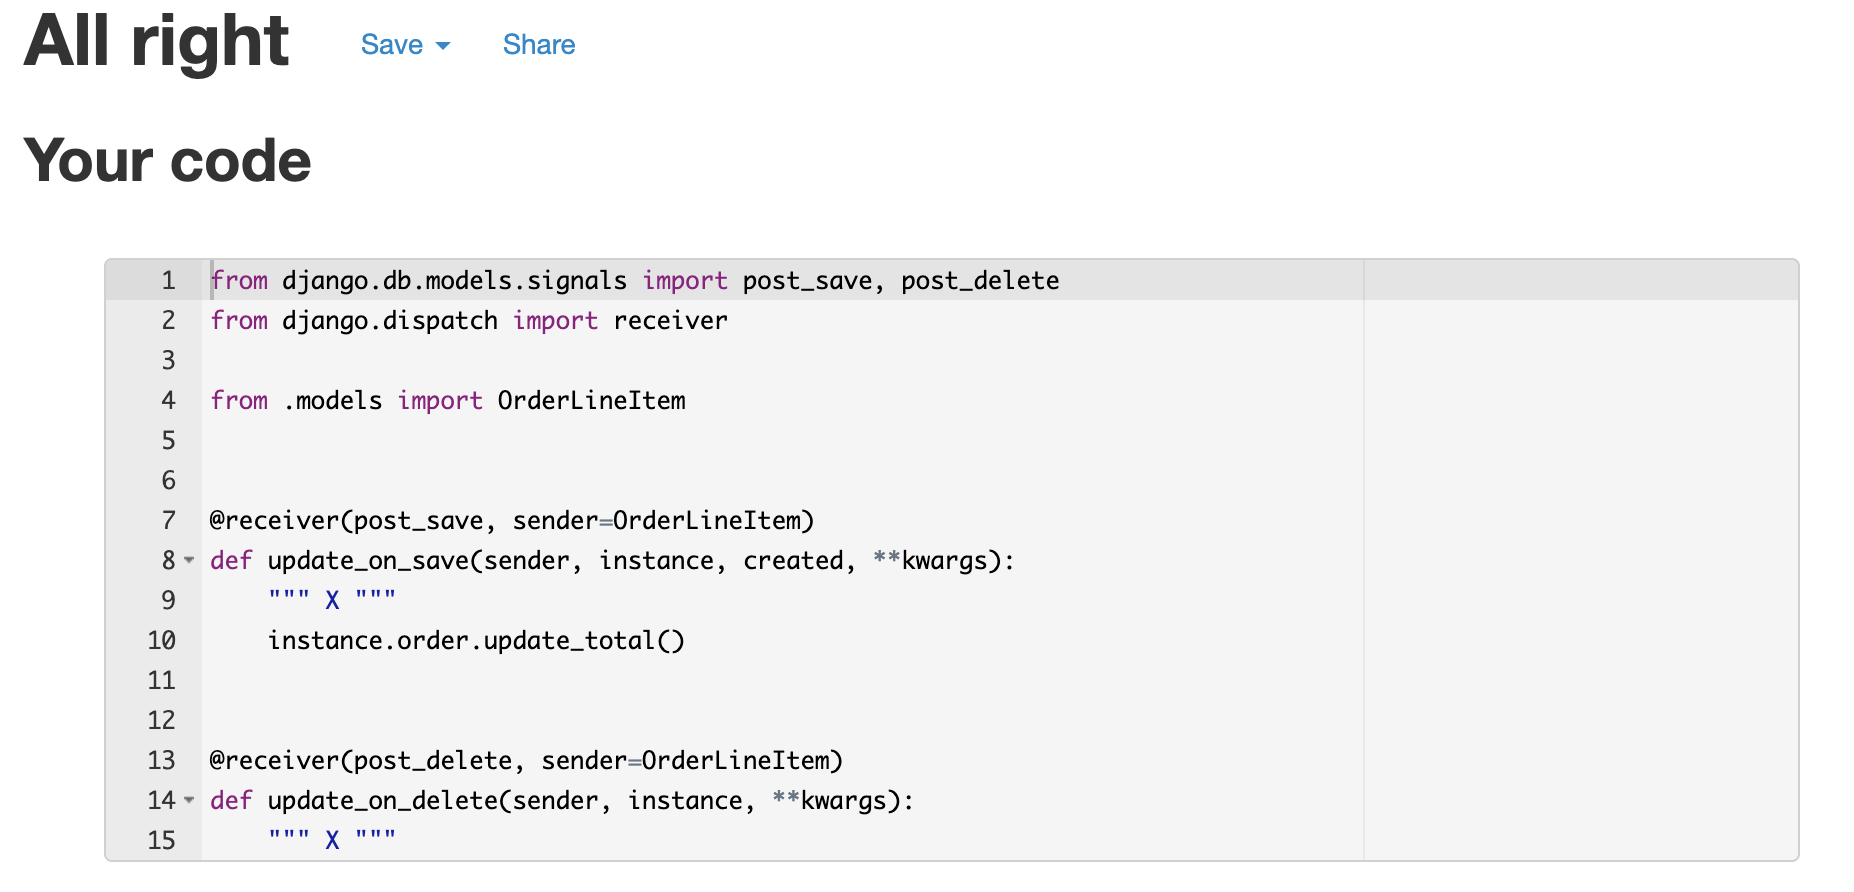 All right Save Share
Your code
1 from django.db.models.signals import post_save, post_delete
2 from django.dispatch import receiver
3
4 from .models import OrderLineItem
5
6
7 @receiver(post_save, sender=OrderLineItem)
8 def update_on_save(sender, instance, created, **kwargs):
9     """ X """
10     instance.order.update_total()
11
12
13 @receiver(post_delete, sender=OrderLineItem)
14 def update_on_delete(sender, instance, **kwargs):
15     """ X """